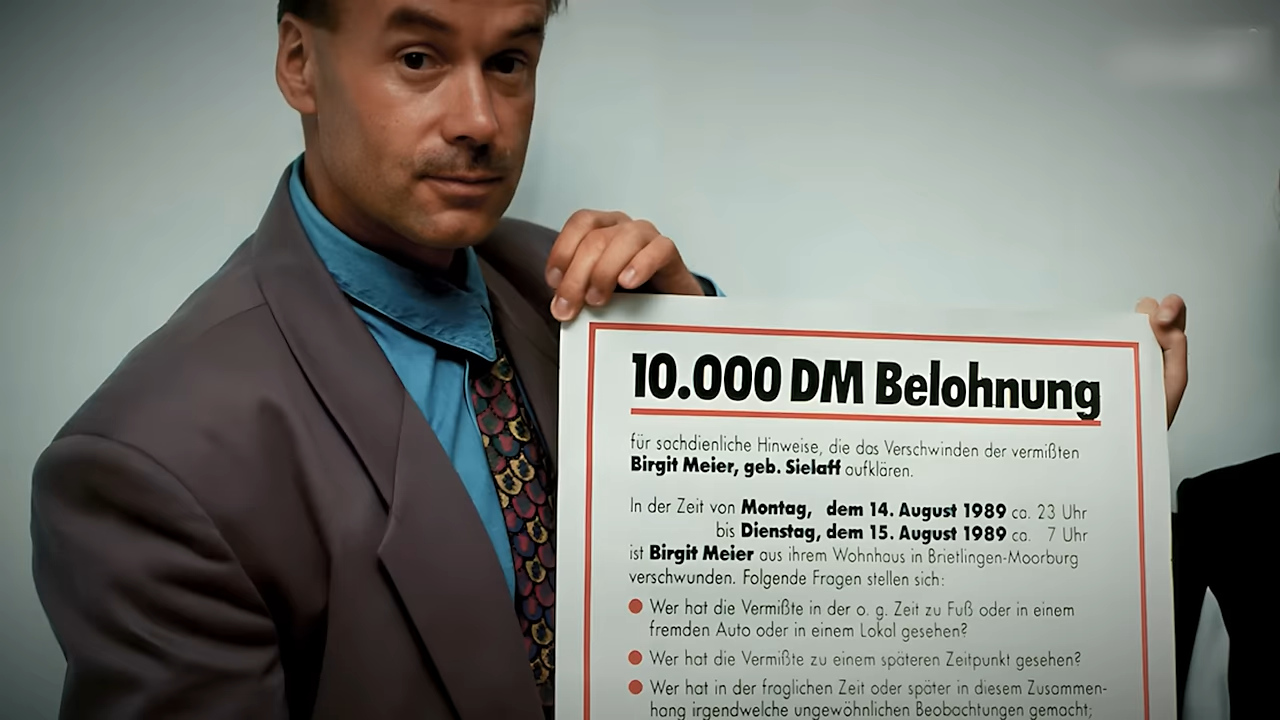 10.000 DM Belohnung
für sachdienliche Hinweise, die das Verschwinden der vermißten
Birgit Meier, geb. Sielaff aufklären.
In der Zeit von Montag, dem 14. August 1989 ca. 23 Uhr
bis Dienstag, dem 15. August 1989 ca. 7 Uhr
ist Birgit Meier aus ihrem Wohnhaus in Brietlingen-Moorburg
verschwunden. Folgende Fragen stellen sich:
● Wer hat die Vermißte in der o. g. Zeit zu Fuß oder in einem
fremden Auto oder in einem Lokal gesehen?
● Wer hat die Vermißte zu einem späteren Zeitpunkt gesehen?
● Wer hat in der fraglichen Zeit oder später in diesem Zusammen-
hang irgendwelche ungewöhnlichen Beobachtungen gemacht;